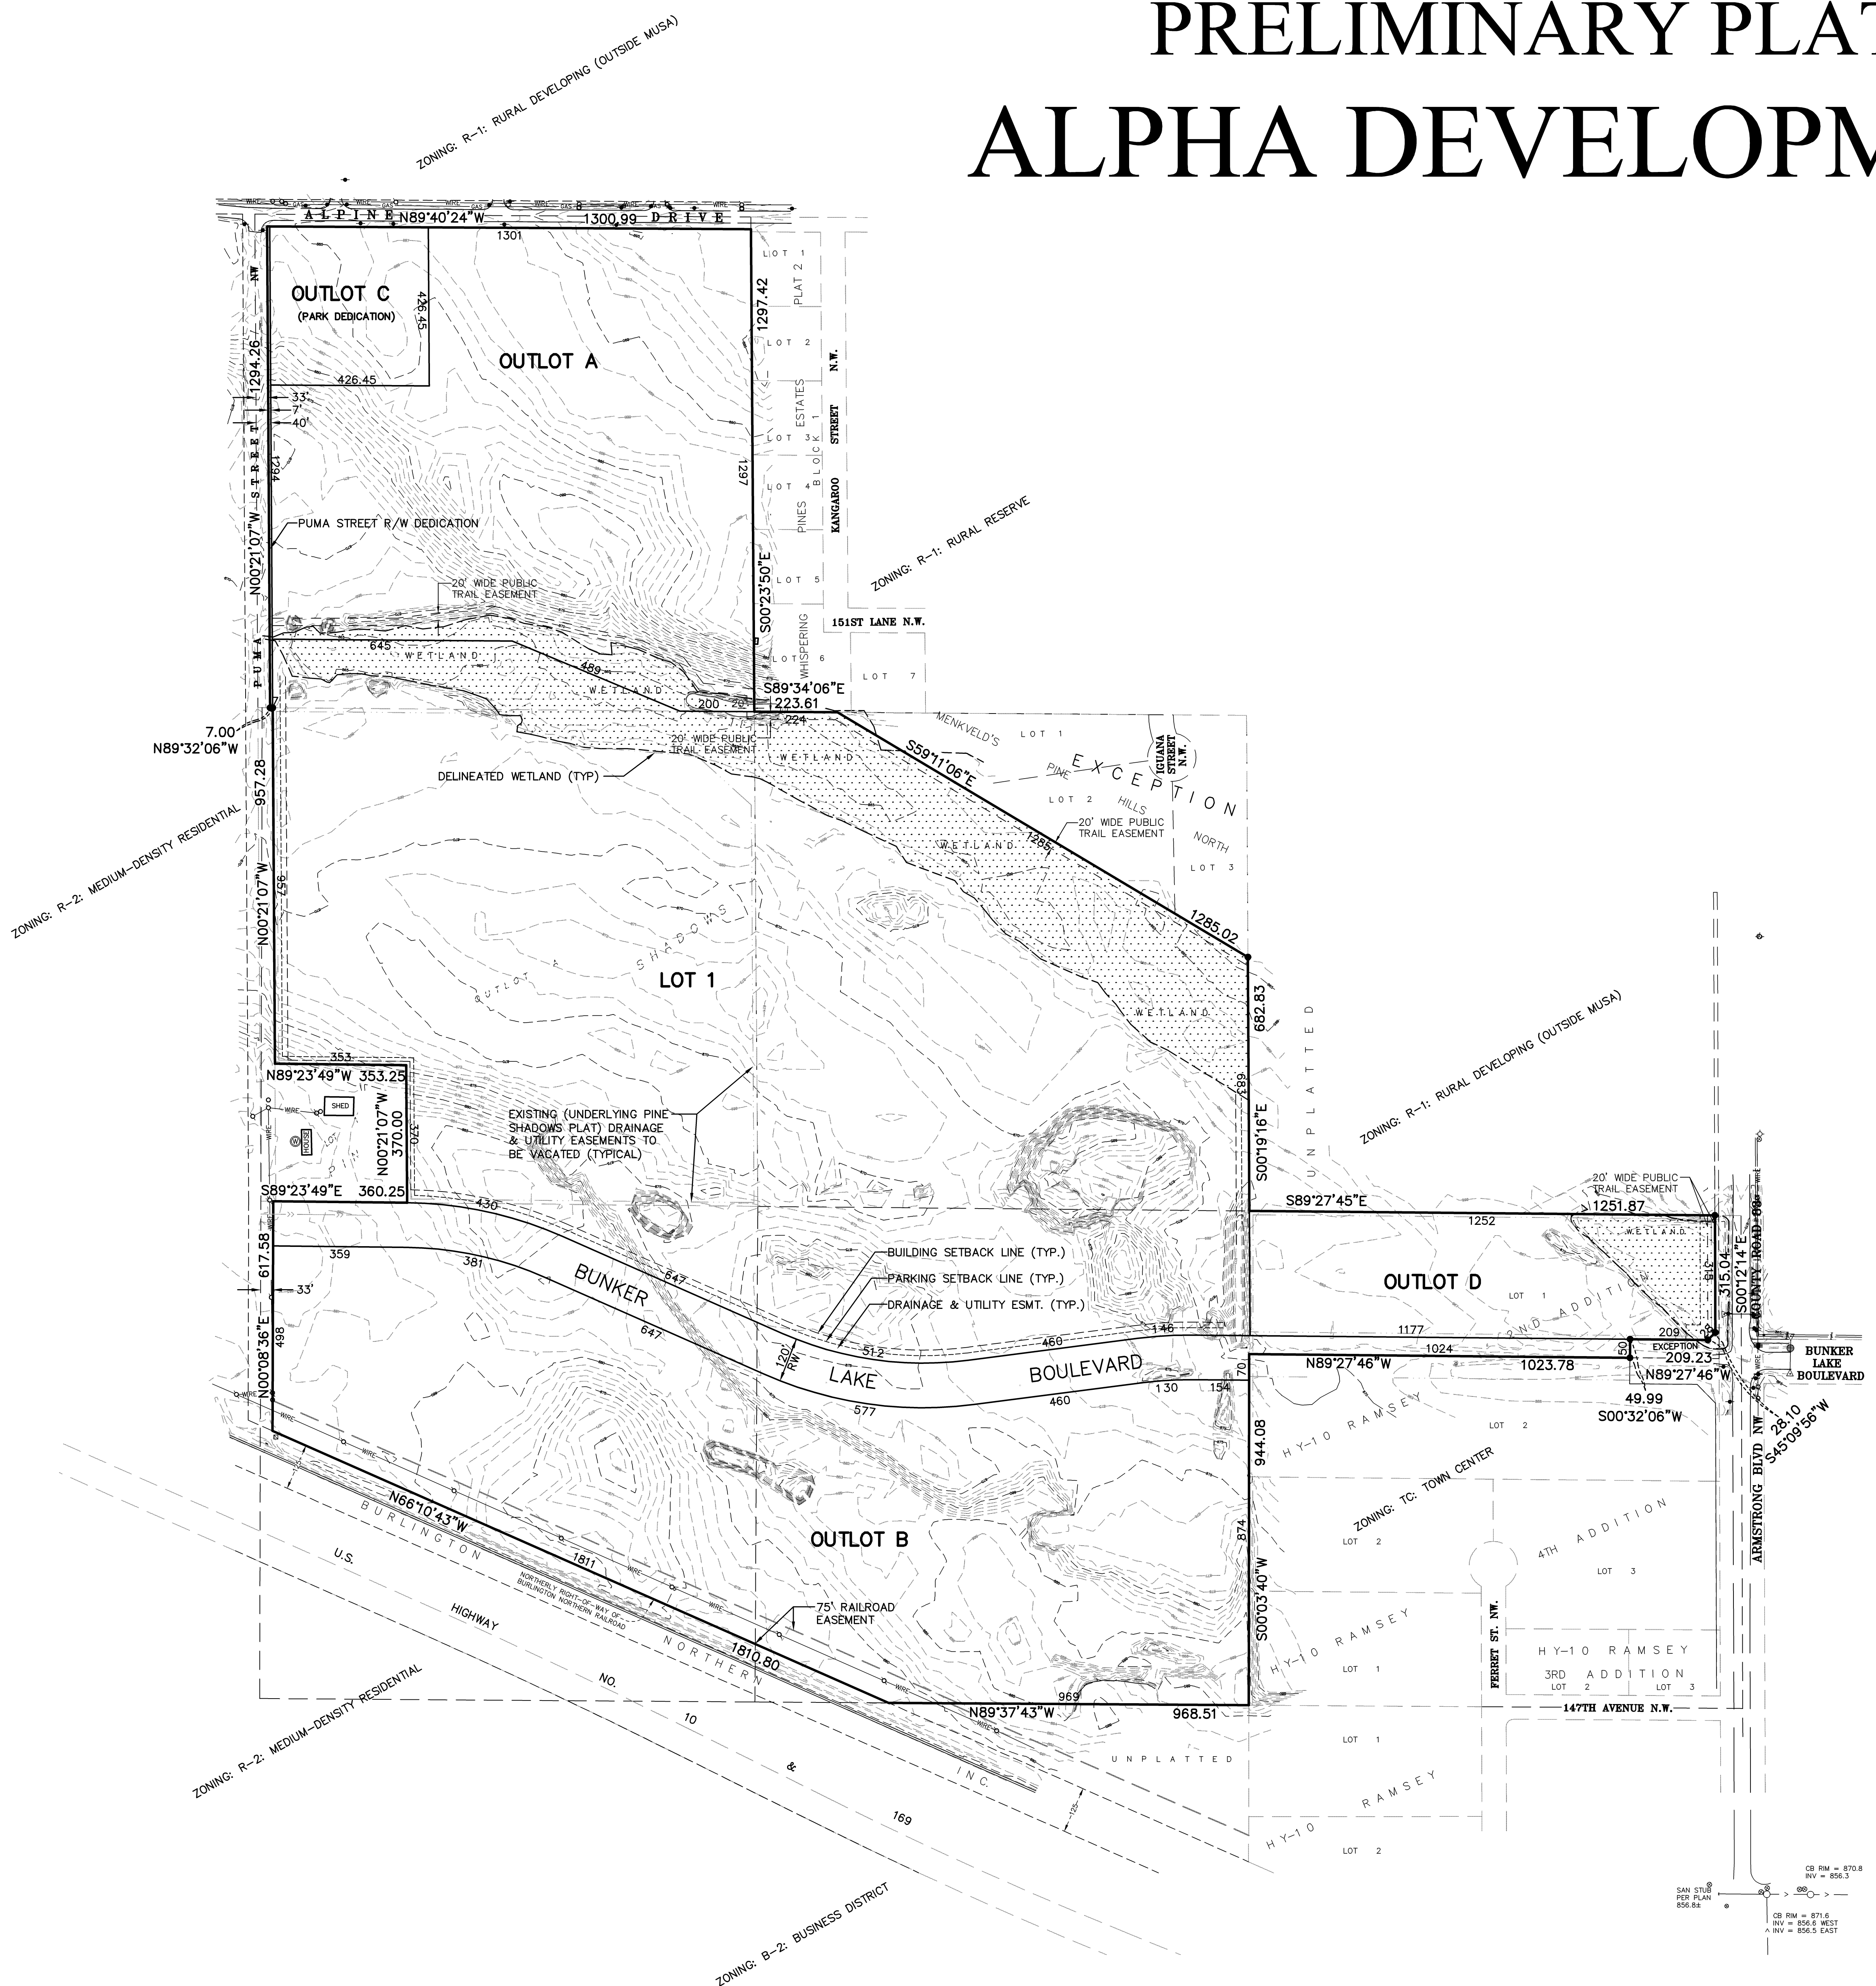 PRELIMINARY PLAT
ALPHA DEVELOPM
ZONING: R-1: RURAL DEVELOPING (OUTSIDE MUSA)
ALPINE N89°40'24"W 1300.99 DRIVE
1301
OUTLOT C
(PARK DEDICATION)
426.45
426.45
OUTLOT A
NW
1294.26
33'
7'
40'
PUMA STREET
N00°21'07"W
1294
PUMA STREET R/W DEDICATION
20' WIDE PUBLIC
TRAIL EASEMENT
1297.42
1297
S00°23'50"E
LOT 1
PLAT 2
LOT 2
LOT 3
LOT 4
LOT 5
LOT 6
LOT 7
WHISPERING PINES ESTATES
BLOCK 1
KANGAROO STREET N.W.
151ST LANE N.W.
ZONING: R-1: RURAL RESERVE
645
WETLAND
489
WETLAND
200
20
S89°34'06"E
223.61
224
20' WIDE PUBLIC
TRAIL EASEMENT
WETLAND
7
7.00
N89°32'06"W
957.28
N00°21'07"W
957
DELINEATED WETLAND (TYP)
S59°11'06"E
1285
1285.02
MENKVELD'S
PINE
HILLS
NORTH
LOT 1
LOT 2
LOT 3
EXCEPTION
IGUANA
STREET
N.W.
20' WIDE PUBLIC
TRAIL EASEMENT
WETLAND
WETLAND
ZONING: R-2: MEDIUM-DENSITY RESIDENTIAL
OUTLOT A
SHADOWS
LOT 1
682.83
683
S00°19'16"E
UNPLATTED
ZONING: R-1: RURAL DEVELOPING (OUTSIDE MUSA)
353
N89°23'49"W 353.25
WIRE
SHED
HOUSE
W
LOT
N00°21'07"W
370.00
370
S89°23'49"E 360.25
EXISTING (UNDERLYING PINE
SHADOWS PLAT) DRAINAGE
& UTILITY EASEMENTS TO
BE VACATED (TYPICAL)
430
647
359
381
647
512
577
460
460
146
130
154
BUNKER LAKE BOULEVARD
120'
RW
BUILDING SETBACK LINE (TYP.)
PARKING SETBACK LINE (TYP.)
DRAINAGE & UTILITY ESMT. (TYP.)
617.58
33'
N00°08'36"E
498
S89°27'45"E
1252
1251.87
20' WIDE PUBLIC
TRAIL EASEMENT
WETLAND
OUTLOT D
LOT 1
2ND ADDITION
315
315.04
S00°12'14"E
COUNTY ROAD 83
1177
1024
N89°27'46"W
1023.78
50
209
28
EXCEPTION
209.23
N89°27'46"W
49.99
S00°32'06"W
28.10
S45°09'56"W
BUNKER
LAKE
BOULEVARD
ARMSTRONG BLVD NW
70
944.08
874
S00°03'40"W
HY-10 RAMSEY
LOT 2
ZONING: TC: TOWN CENTER
LOT 2
4TH ADDITION
LOT 3
HY-10 RAMSEY
LOT 1
FERRET ST. NW.
HY-10 RAMSEY
3RD ADDITION
LOT 2
LOT 3
147TH AVENUE N.W.
LOT 1
HY-10 RAMSEY
LOT 2
OUTLOT B
75' RAILROAD
EASEMENT
N66°10'43"W
1811
1810.80
BURLINGTON NORTHERN INC.
NORTHERLY RIGHT-OF-WAY OF
BURLINGTON NORTHERN RAILROAD
U.S. HIGHWAY NO. 10 & 169
969
N89°37'43"W
968.51
UNPLATTED
125
ZONING: R-2: MEDIUM-DENSITY RESIDENTIAL
ZONING: B-2: BUSINESS DISTRICT
CB RIM = 870.8
INV = 856.3
SAN STUB
PER PLAN
856.8±
CB RIM = 871.6
INV = 856.6 WEST
INV = 856.5 EAST